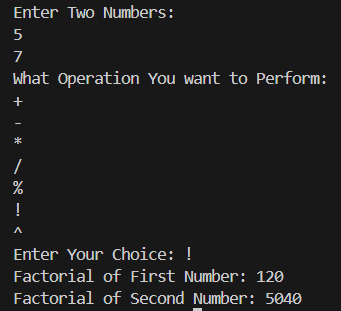 Enter Two Numbers:
5
7
What Operation You want to Perform:
+
-
*
/
%
!
^
Enter Your Choice: !
Factorial of First Number: 120
Factorial of Second Number: 5040